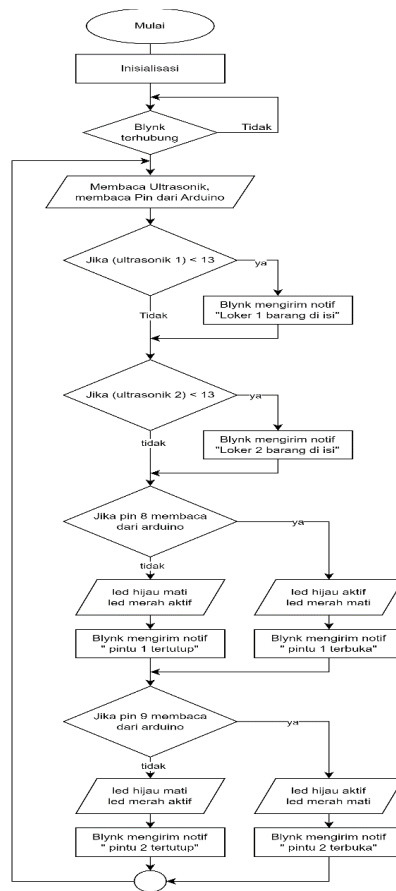 Mulai
Inisialisasi
Blynk
terhubung
Tidak
Membaca Ultrasonik,
membaca Pin dari Arduino
Jika (ultrasonik 1) < 13
ya
Blynk mengirim notif
"Loker 1 barang di isi"
Tidak
Jika (ultrasonik 2) < 13
ya
Blynk mengirim notif
"Loker 2 barang di isi"
tidak
Jika pin 8 membaca
dari arduino
ya
tidak
led hijau mati
led merah aktif
led hijau aktif
led merah mati
Blynk mengirim notif
" pintu 1 tertutup"
Blynk mengirim notif
" pintu 1 terbuka"
Jika pin 9 membaca
dari arduino
ya
tidak
led hijau mati
led merah aktif
led hijau aktif
led merah mati
Blynk mengirim notif
" pintu 2 tertutup"
Blynk mengirim notif
" pintu 2 terbuka"